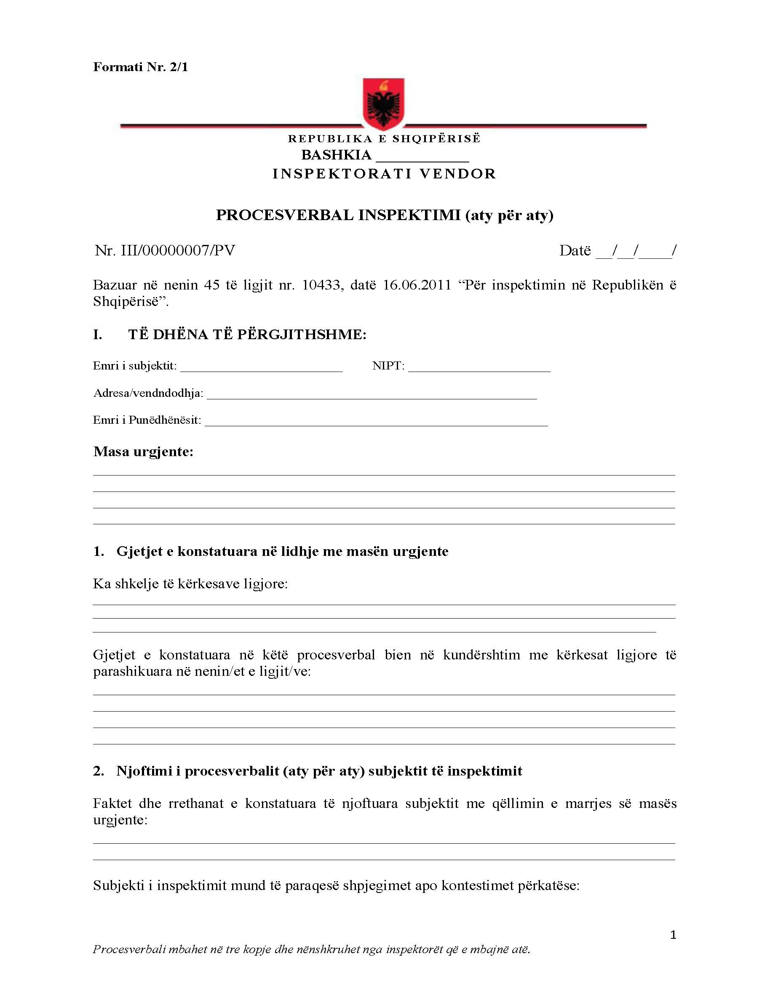 Formati Nr. 2/1
REPUBLIKA E SHQIPËRISË
BASHKIA ___________
INSPEKTORATI VENDOR
PROCESVERBAL INSPEKTIMI (aty për aty)
Nr. III/00000007/PV Datë __/__/____/
Bazuar në nenin 45 të ligjit nr. 10433, datë 16.06.2011 “Për inspektimin në Republikën ë
Shqipërisë”.
I. TË DHËNA TË PËRGJITHSHME:
Emri i subjektit: ________________________ NIPT: _____________________
Adresa/vendndodhja: _________________________________________________
Emri i Punëdhënësit: ___________________________________________________
Masa urgjente:
1. Gjetjet e konstatuara në lidhje me masën urgjente
Ka shkelje të kërkesave ligjore:
Gjetjet e konstatuara në këtë procesverbal bien në kundërshtim me kërkesat ligjore të
parashikuara në nenin/et e ligjit/ve:
2. Njoftimi i procesverbalit (aty për aty) subjektit të inspektimit
Faktet dhe rrethanat e konstatuara të njoftuara subjektit me qëllimin e marrjes së masës
urgjente:
Subjekti i inspektimit mund të paraqesë shpjegimet apo kontestimet përkatëse:
1
Procesverbali mbahet në tre kopje dhe nënshkruhet nga inspektorët që e mbajnë atë.